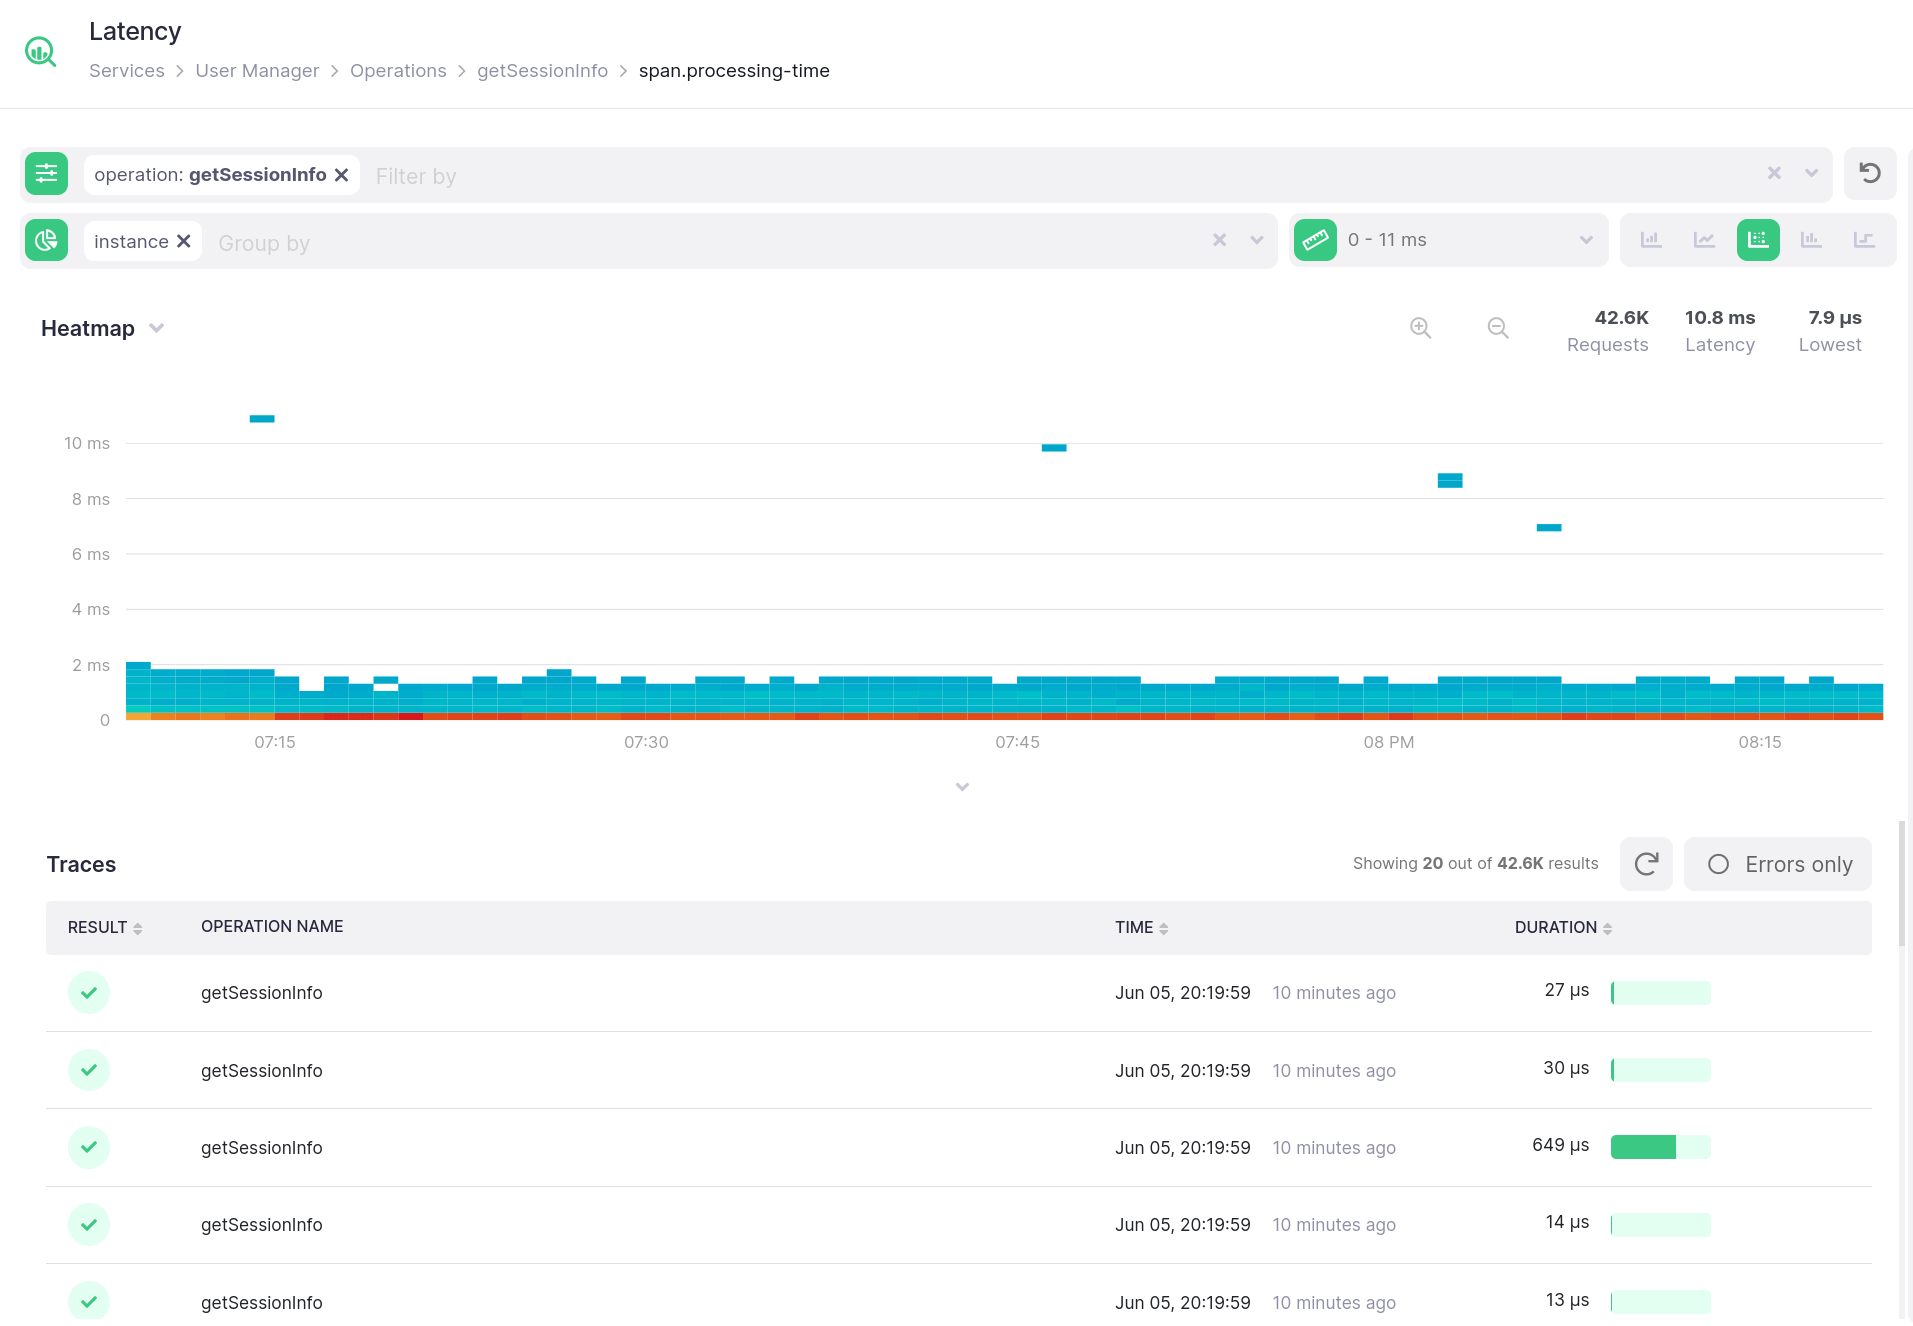 Latency
Services > User Manager > Operations > getSessionInfo > span.processing-time
operation: getSessionInfo Filter by
instance Group by 0 - 11 ms
Heatmap
42.6K 10.8 ms 7.9 µs
Requests Latency Lowest
10 ms
8 ms
6 ms
4 ms
2 ms
0
07:15 07:30 07:45 08 PM 08:15
Traces Showing 20 out of 42.6K results Errors only
RESULT OPERATION NAME TIME DURATION
getSessionInfo Jun 05, 20:19:59 10 minutes ago 27 µs
getSessionInfo Jun 05, 20:19:59 10 minutes ago 30 µs
getSessionInfo Jun 05, 20:19:59 10 minutes ago 649 µs
getSessionInfo Jun 05, 20:19:59 10 minutes ago 14 µs
getSessionInfo Jun 05, 20:19:59 10 minutes ago 13 µs